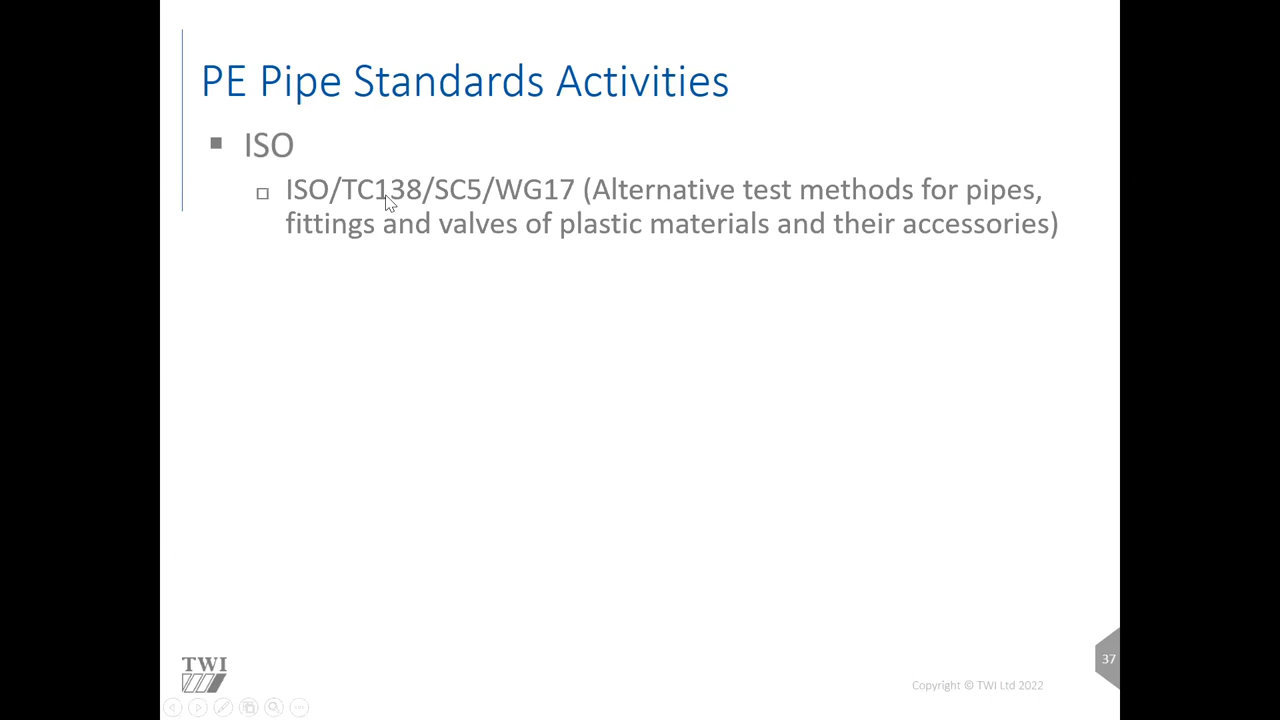 PE Pipe Standards Activities
ISO
ISO/TC138/SC5/WG17 (Alternative test methods for pipes,
fittings and valves of plastic materials and their accessories)
TWI
37
Copyright © TWI Ltd 2022